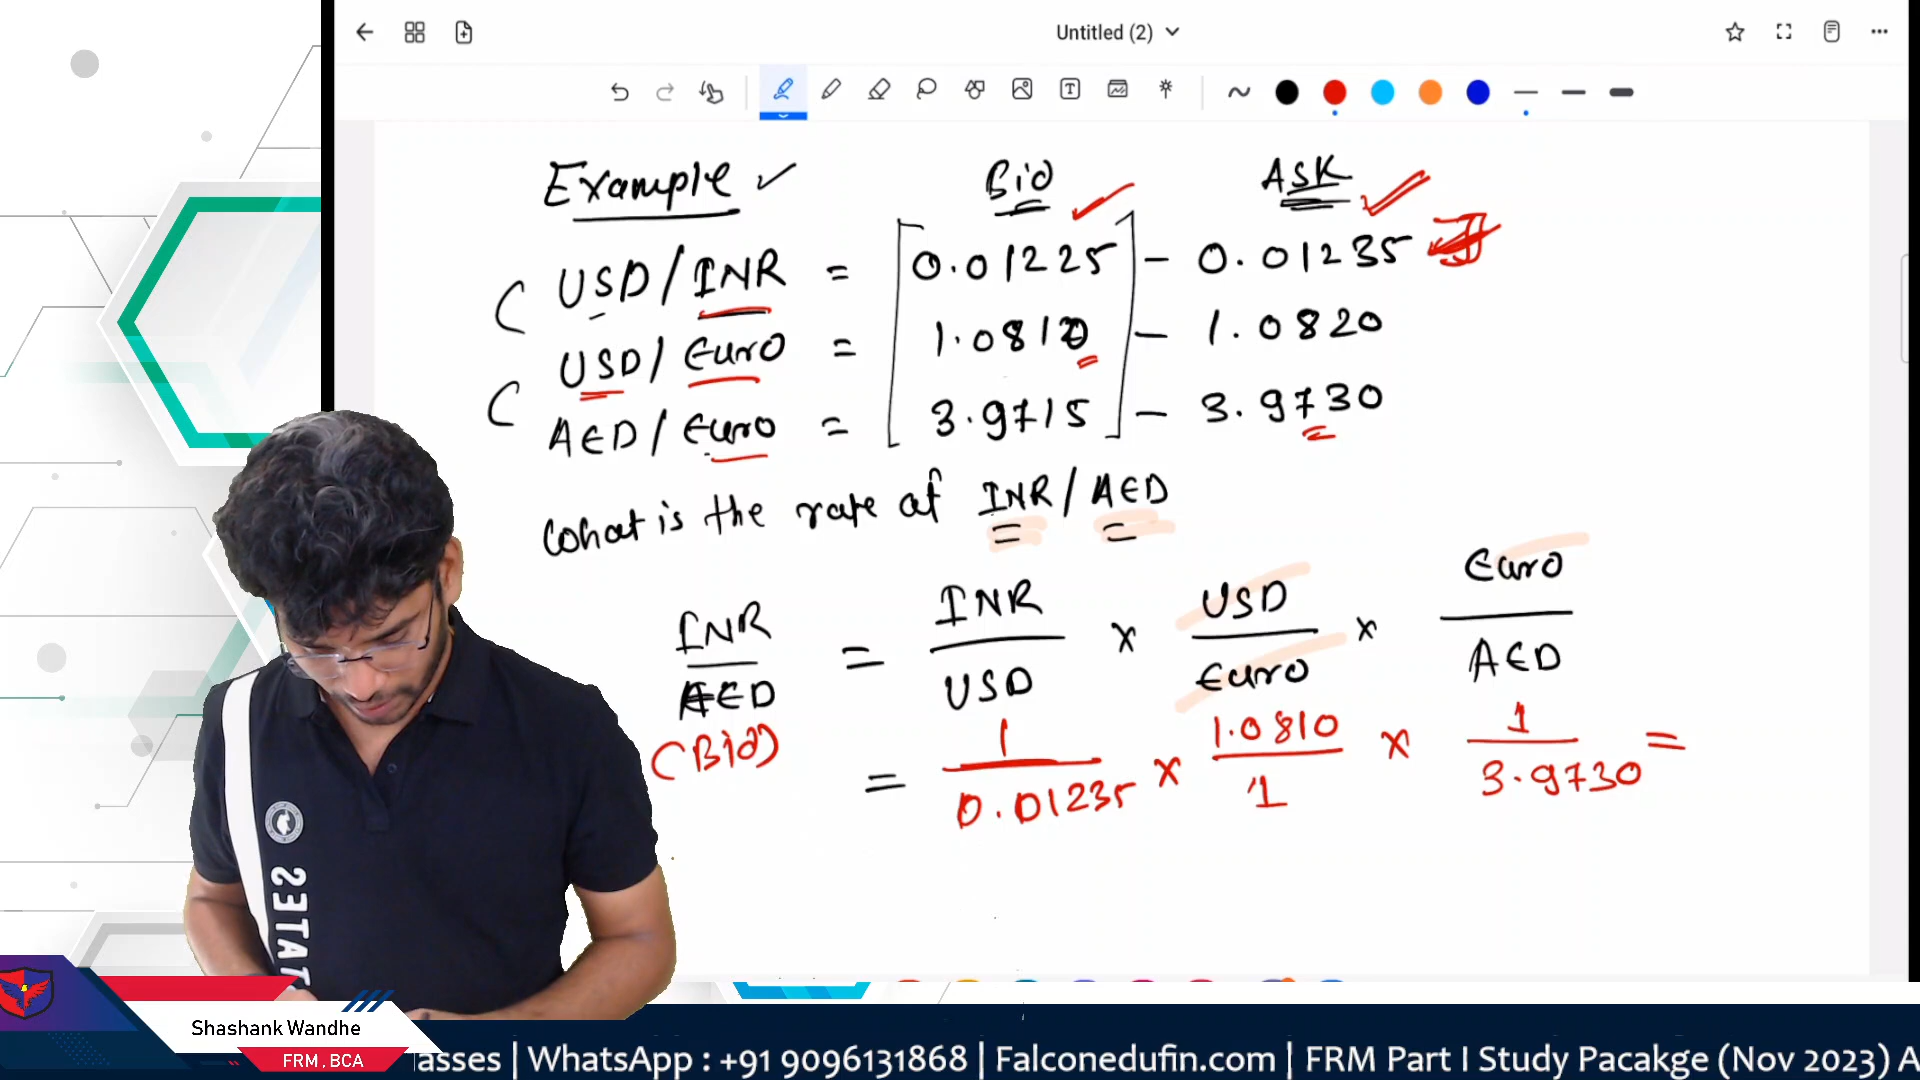 Untitled (2)
Example ✓ Bid ASK
USD/INR = 0.01225 - 0.01235
USD/Euro = 1.0810 - 1.0820
AED/Euro = 3.9715 - 3.9730
What is the rate of INR/AED
INR/AED = INR/USD x USD/Euro x Euro/AED
(Bid) = 1/0.01235 x 1.0810/1 x 1/3.9730 =
STATES
Shashank Wandhe
FRM , BCA
lasses | WhatsApp : +91 9096131868 | Falconedufin.com | FRM Part I Study Pacakge (Nov 2023) A